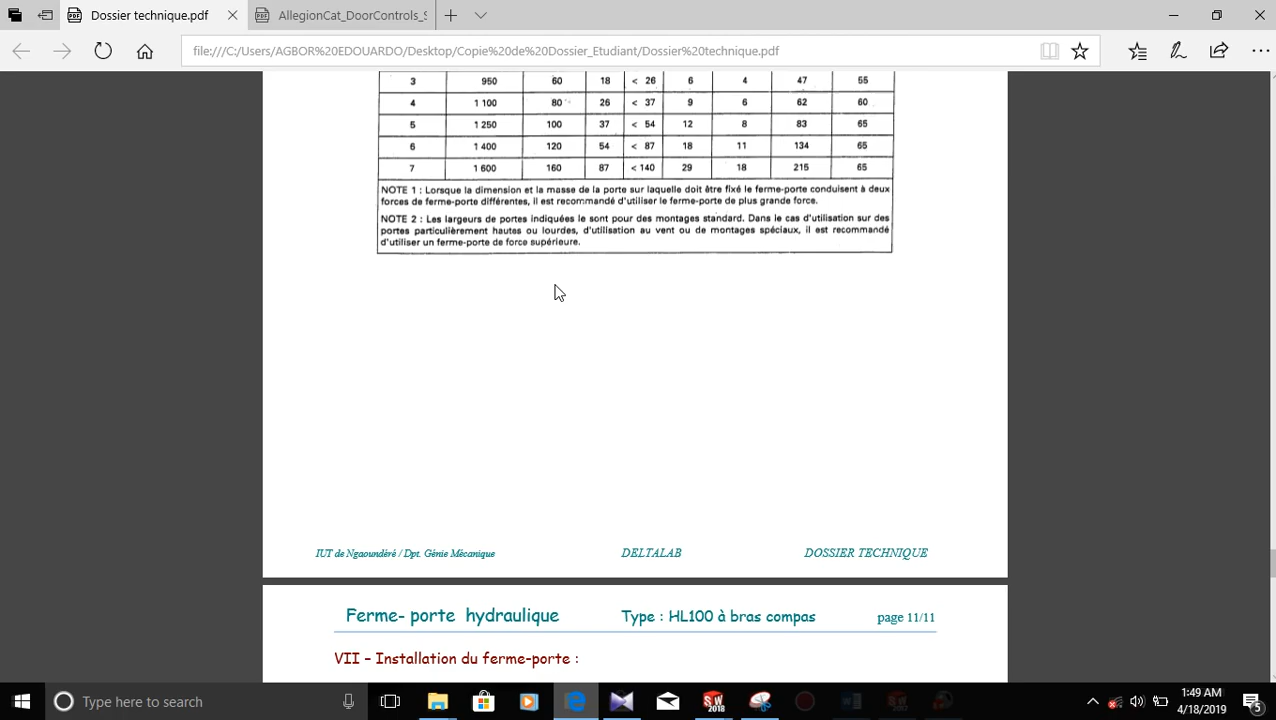 Dossier technique.pdf
AllegionCat_DoorControls_S
file:///C:/Users/AGBOR%20EDOUARDO/Desktop/Copie%20de%20Dossier_Etudiant/Dossier%20technique.pdf
3 950 60 18 < 26 6 4 47 55
4 1 100 80 26 < 37 9 6 62 60
5 1 250 100 37 < 54 12 8 83 65
6 1 400 120 54 < 87 18 11 134 65
7 1 600 160 87 < 140 29 18 215 65
NOTE 1 : Lorsque la dimension et la masse de la porte sur laquelle doit être fixé le ferme-porte conduisent à deux
forces de ferme-porte différentes, il est recommandé d'utiliser le ferme-porte de plus grande force.
NOTE 2 : Les largeurs de portes indiquées le sont pour des montages standard. Dans le cas d'utilisation sur des
portes particulièrement hautes ou lourdes, d'utilisation au vent ou de montages spéciaux, il est recommandé
d'utiliser un ferme-porte de force supérieure.
IUT de Ngaoundéré / Dpt. Génie Mécanique DELTALAB DOSSIER TECHNIQUE
Ferme- porte hydraulique Type : HL100 à bras compas page 11/11
VII – Installation du ferme-porte :
Type here to search
SW
2018
SW
2017
1:49 AM
4/18/2019
5